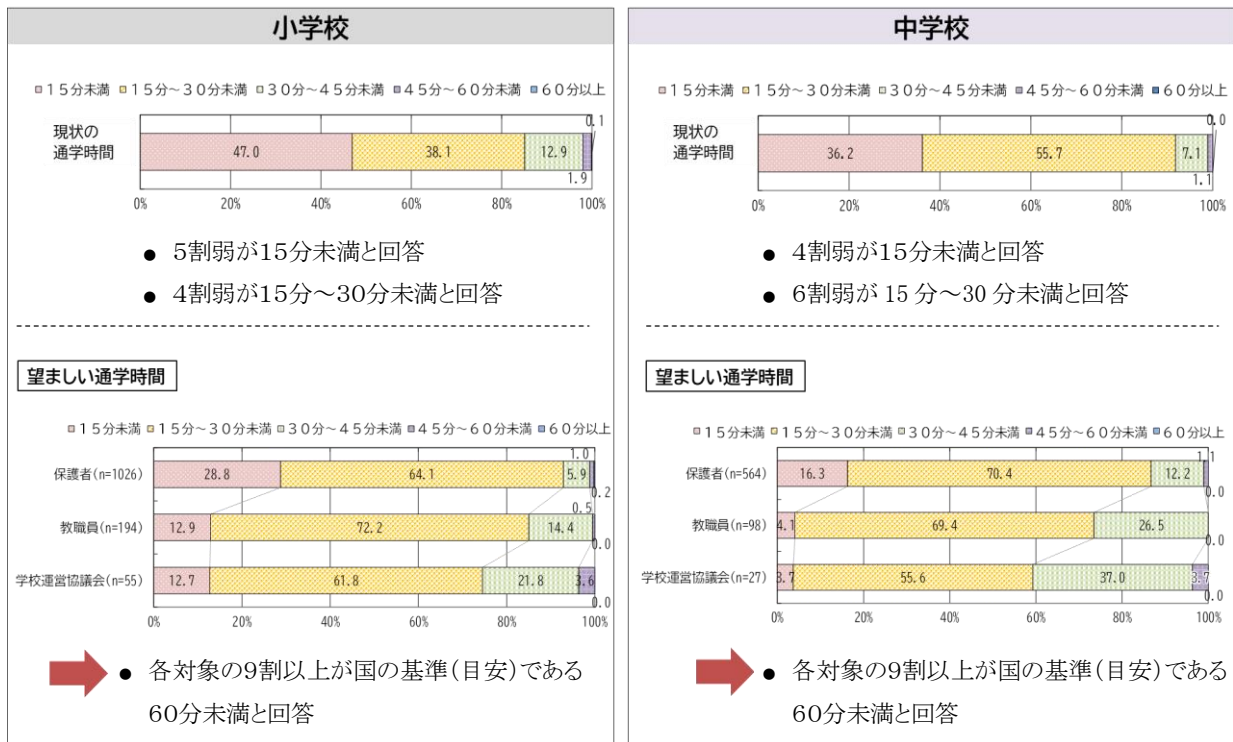 小学校
■15分未満 ■15分～30分未満 ■30分～45分未満 ■45分～60分未満 ■60分以上
0.1
現状の
通学時間
47.0 38.1 12.9
1.9
0% 20% 40% 60% 80% 100%
● 5割弱が15分未満と回答
● 4割弱が15分～30分未満と回答
望ましい通学時間
■15分未満 ■15分～30分未満 ■30分～45分未満 ■45分～60分未満 ■60分以上
1.0
保護者(n=1026) 28.8 64.1 5.9
0.2
0.5
教職員(n=194) 12.9 72.2 14.4
0.0
学校運営協議会(n=55) 12.7 61.8 21.8 3.6
0.0
0% 20% 40% 60% 80% 100%
● 各対象の9割以上が国の基準(目安)である
60分未満と回答
中学校
■15分未満 ■15分～30分未満 ■30分～45分未満 ■45分～60分未満 ■60分以上
0.0
現状の
通学時間
36.2 55.7 7.1
1.1
0% 20% 40% 60% 80% 100%
● 4割弱が15分未満と回答
● 6割弱が 15 分～30 分未満と回答
望ましい通学時間
■15分未満 ■15分～30分未満 ■30分～45分未満 ■45分～60分未満 ■60分以上
1.1
保護者(n=564) 16.3 70.4 12.2
0.0
教職員(n=98) 4.1 69.4 26.5
0.0
学校運営協議会(n=27) 3.7 55.6 37.0 3.7
0.0
0% 20% 40% 60% 80% 100%
● 各対象の9割以上が国の基準(目安)である
60分未満と回答